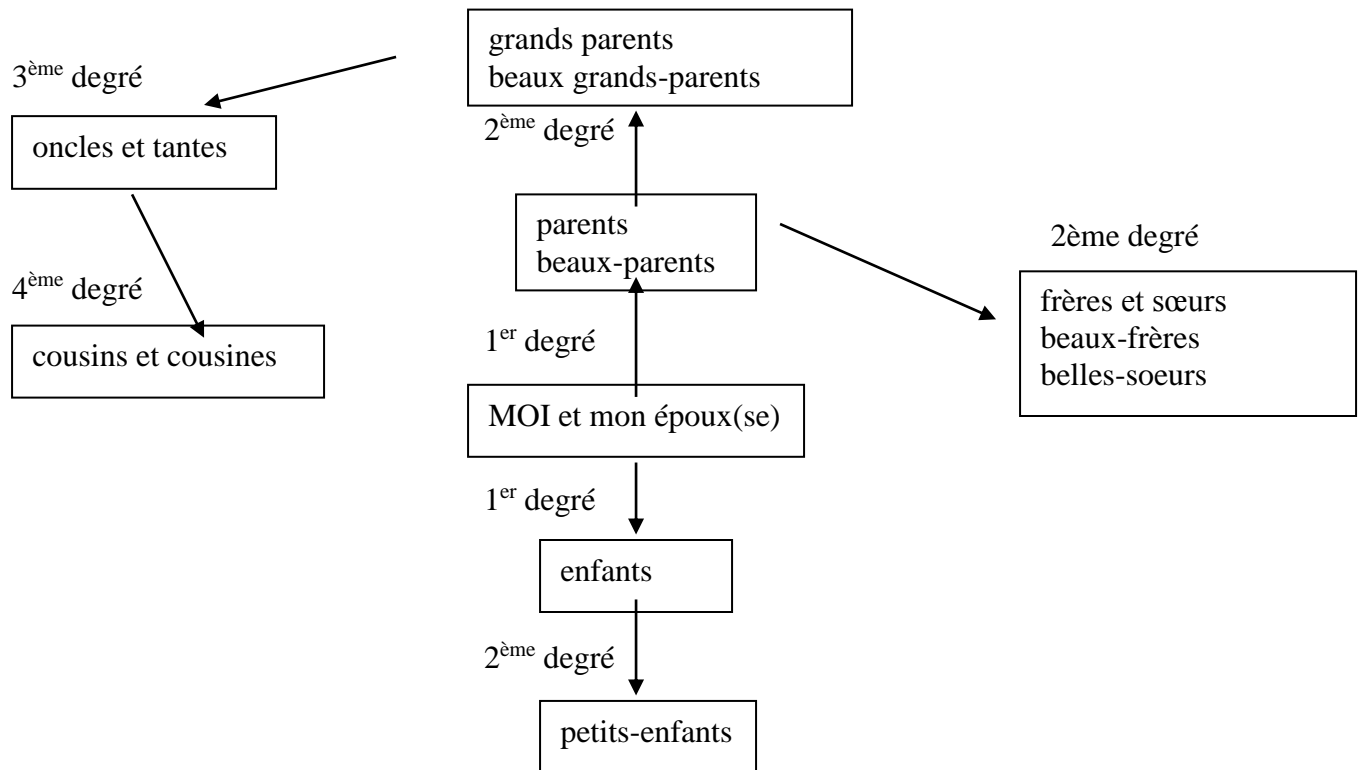 grands parents
beaux grands-parents
3ème degré
2ème degré
oncles et tantes
parents
beaux-parents
2ème degré
4ème degré
frères et sœurs
beaux-frères
belles-soeurs
cousins et cousines
1er degré
MOI et mon époux(se)
1er degré
enfants
2ème degré
petits-enfants